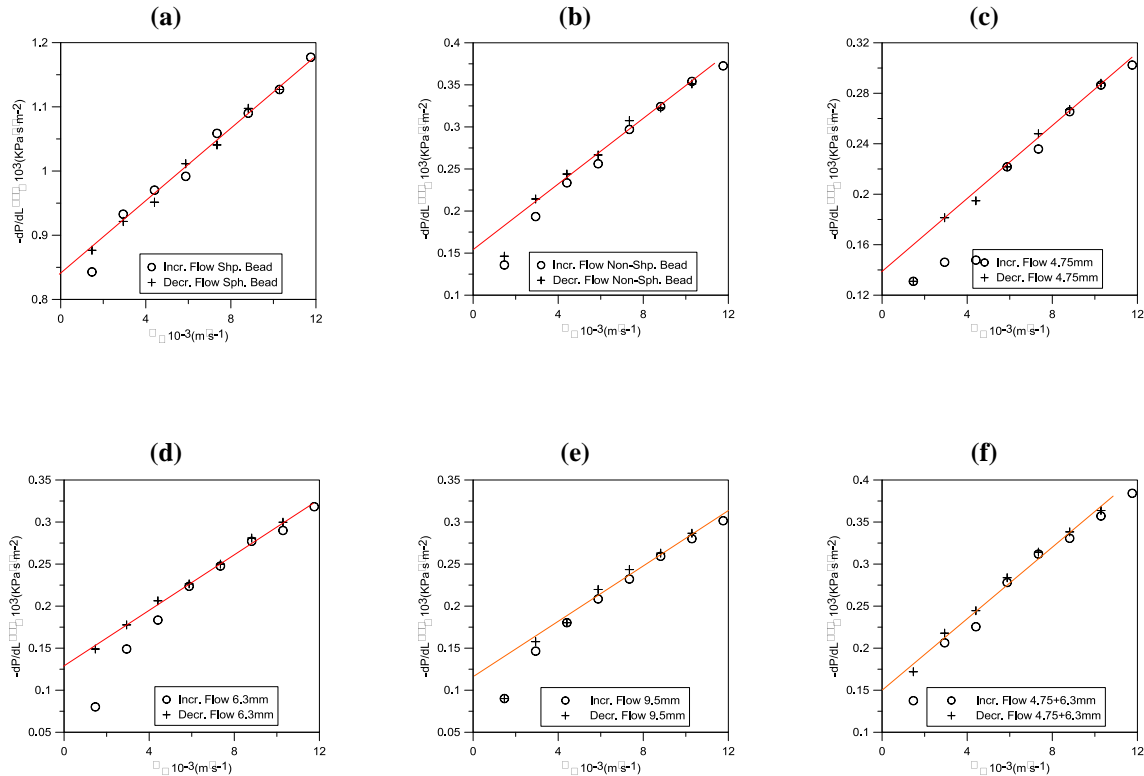 (a)
1.2
1.1
1
0.9
0.8
-dP/dL 10³(KPa s m-2)
Incr. Flow Shp. Bead
Decr. Flow Sph. Bead
0 4 8 12
10-3(m s-1)
(b)
0.4
0.35
0.3
0.25
0.2
0.15
0.1
-dP/dL 10³(KPa s m-2)
Incr. Flow Non-Shp. Bead
Decr. Flow Non-Sph. Bead
0 4 8 12
10-3(m s-1)
(c)
0.32
0.28
0.24
0.2
0.16
0.12
-dP/dL 10³(KPa s m-2)
Incr. Flow 4.75mm
Decr. Flow 4.75mm
0 4 8 12
10-3(m s-1)
(d)
0.35
0.3
0.25
0.2
0.15
0.1
0.05
-dP/dL 10³(KPa s m-2)
Incr. Flow 6.3mm
Decr. Flow 6.3mm
0 4 8 12
10-3(m s-1)
(e)
0.35
0.3
0.25
0.2
0.15
0.1
0.05
-dP/dL 10³(KPa s m-2)
Incr. Flow 9.5mm
Decr. Flow 9.5mm
0 4 8 12
10-3(m s-1)
(f)
0.4
0.35
0.3
0.25
0.2
0.15
0.1
-dP/dL 10³(KPa s m-2)
Incr. Flow 4.75+6.3mm
Decr. Flow 4.75+6.3mm
0 4 8 12
10-3(m s-1)